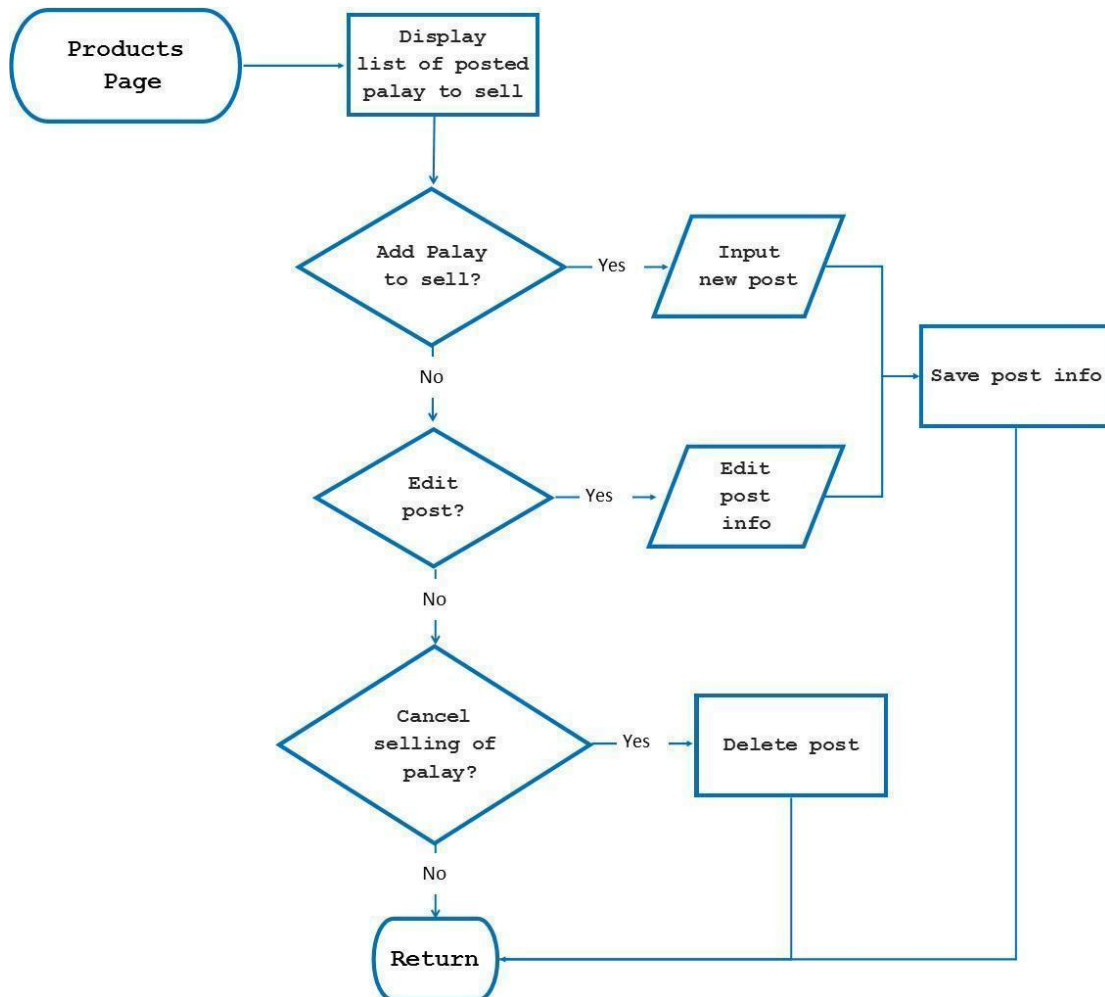 Products
Page
Display
list of posted
palay to sell
Add Palay
to sell?
Yes
Input
new post
No
Save post info
Edit
post?
Yes
Edit
post
info
No
Cancel
selling of
palay?
Yes
Delete post
No
Return